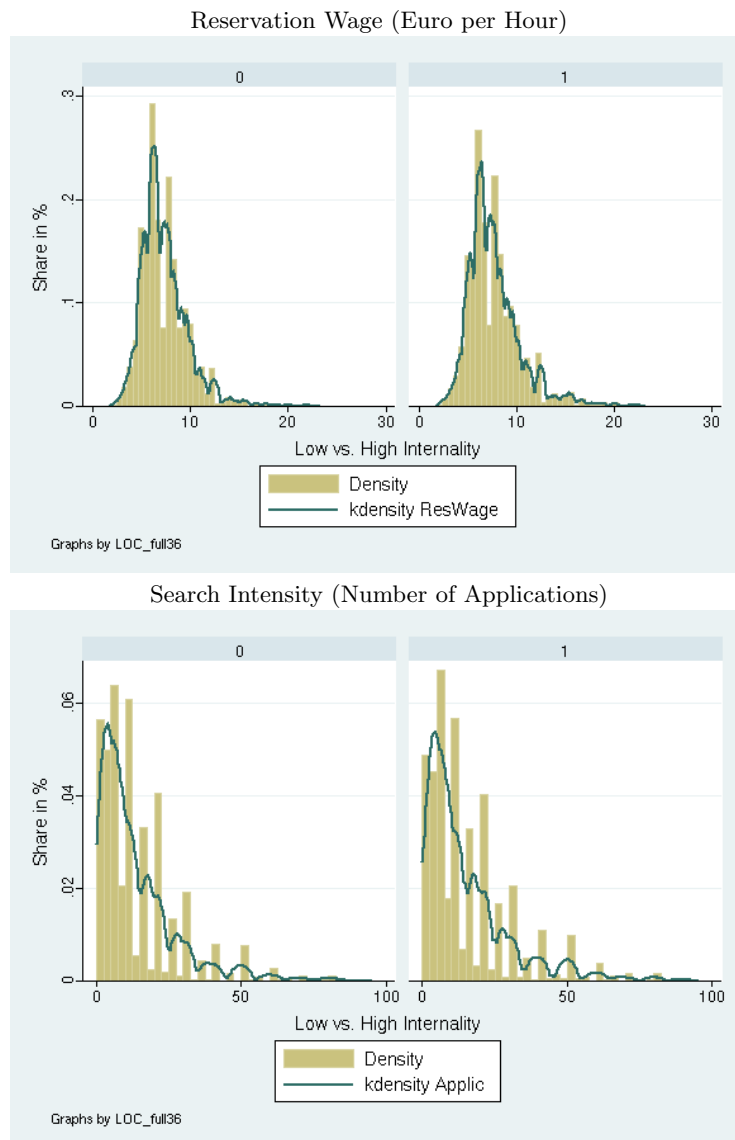 Reservation Wage (Euro per Hour)
0 1
.3
.2
.1
0
Share in %
0 10 20 30 0 10 20 30
Low vs. High Internality
Density
kdensity ResWage
Graphs by LOC_full36
Search Intensity (Number of Applications)
0 1
.06
.04
.02
0
Share in %
0 50 100 0 50 100
Low vs. High Internality
Density
kdensity Applic
Graphs by LOC_full36